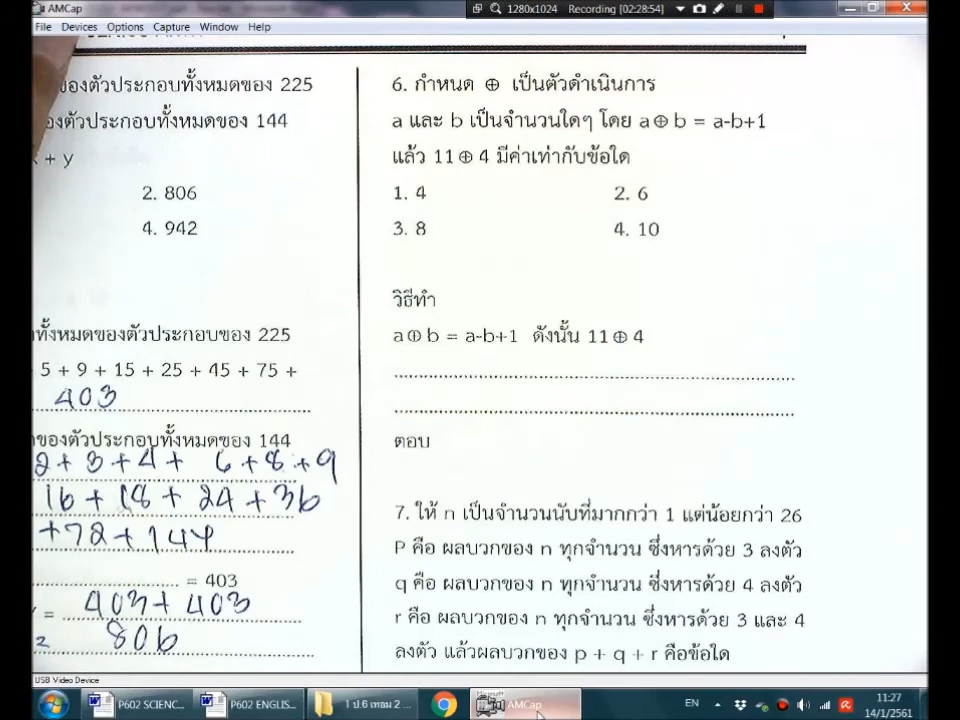 AMCap
1280x1024 Recording [02:28:54]
File Devices Options Capture Window Help
ของตัวประกอบทั้งหมดของ 225
ของตัวประกอบทั้งหมดของ 144
+ y
2. 806
4. 942
ทั้งหมดของตัวประกอบของ 225
5 + 9 + 15 + 25 + 45 + 75 +
403
ของตัวประกอบทั้งหมดของ 144
2 + 3 + 4 + 6 + 8 + 9
16 + 18 + 24 + 36
+ 72 + 144
= 403
= 403 + 403
= 806
6. กำหนด ⊕ เป็นตัวดำเนินการ
a และ b เป็นจำนวนใดๆ โดย a ⊕ b = a-b+1
แล้ว 11 ⊕ 4 มีค่าเท่ากับข้อใด
1. 4 2. 6
3. 8 4. 10
วิธีทำ
a ⊕ b = a-b+1 ดังนั้น 11 ⊕ 4
ตอบ
7. ให้ n เป็นจำนวนนับที่มากกว่า 1 แต่น้อยกว่า 26
P คือ ผลบวกของ n ทุกจำนวน ซึ่งหารด้วย 3 ลงตัว
q คือ ผลบวกของ n ทุกจำนวน ซึ่งหารด้วย 4 ลงตัว
r คือ ผลบวกของ n ทุกจำนวน ซึ่งหารด้วย 3 และ 4
ลงตัว แล้วผลบวกของ p + q + r คือข้อใด
USB Video Device
P602 SCIENC... P602 ENGLIS... 1 ป.6 เทอม 2 ... AMCap
EN 11:27
14/1/2561